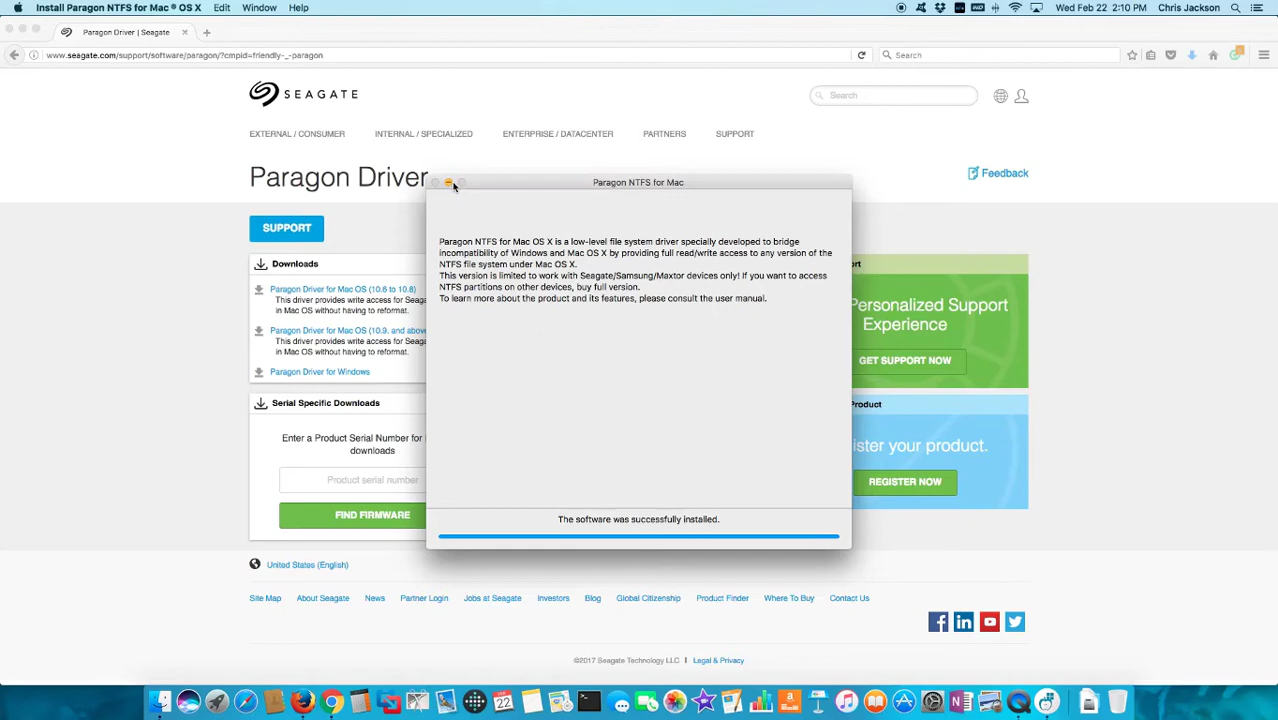 Install Paragon NTFS for Mac ® OS X Edit Window Help
Wed Feb 22 2:10 PM Chris Jackson
Paragon Driver | Seagate
www.seagate.com/support/software/paragon/?cmpid=friendly-_-paragon
Search
SEAGATE
Search
EXTERNAL / CONSUMER INTERNAL / SPECIALIZED ENTERPRISE / DATACENTER PARTNERS SUPPORT
Paragon Driver
Feedback
SUPPORT
Downloads
Paragon Driver for Mac OS (10.6 to 10.8)
This driver provides write access for Seag
in Mac OS without having to reformat.
Paragon Driver for Mac OS (10.9. and above
This driver provides write access for Seag
in Mac OS without having to reformat.
Paragon Driver for Windows
Serial Specific Downloads
Enter a Product Serial Number for
downloads
Product serial number
FIND FIRMWARE
Paragon NTFS for Mac
Paragon NTFS for Mac OS X is a low-level file system driver specially developed to bridge
incompatibility of Windows and Mac OS X by providing full read/write access to any version of the
NTFS file system under Mac OS X.
This version is limited to work with Seagate/Samsung/Maxtor devices only! If you want to access
NTFS partitions on other devices, buy full version.
To learn more about the product and its features, please consult the user manual.
The software was successfully installed.
ort
ersonalized Support
Experience
GET SUPPORT NOW
Product
ister your product.
REGISTER NOW
United States (English)
Site Map About Seagate News Partner Login Jobs at Seagate Investors Blog Global Citizenship Product Finder Where To Buy Contact Us
©2017 Seagate Technology LLC | Legal & Privacy